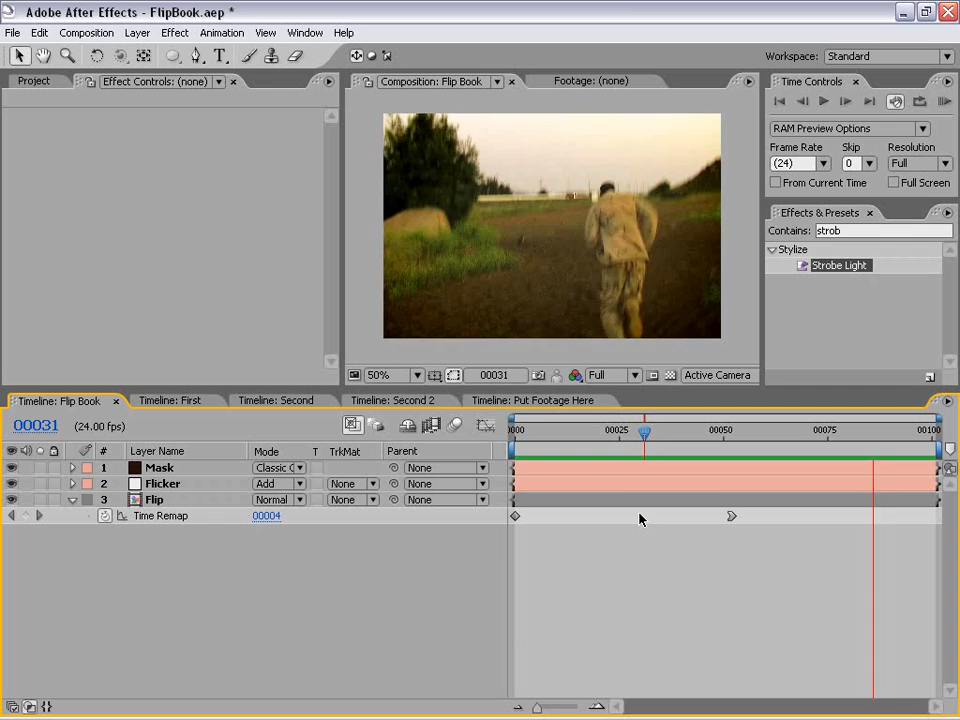 Adobe After Effects - FlipBook.aep *
File Edit Composition Layer Effect Animation View Window Help
Workspace: Standard
Project Effect Controls: (none)
Composition: Flip Book Footage: (none)
Time Controls
RAM Preview Options
Frame Rate Skip Resolution
(24) 0 Full
From Current Time Full Screen
Effects & Presets
Contains: strob
Stylize
Strobe Light
50% 00031 Full Active Camera
Timeline: Flip Book Timeline: First Timeline: Second Timeline: Second 2 Timeline: Put Footage Here
00031 (24.00 fps)
0000 00025 00050 00075 00100
# Layer Name Mode T TrkMat Parent
1 Mask Classic C None
2 Flicker Add None None
3 Flip Normal None None
Time Remap 00004